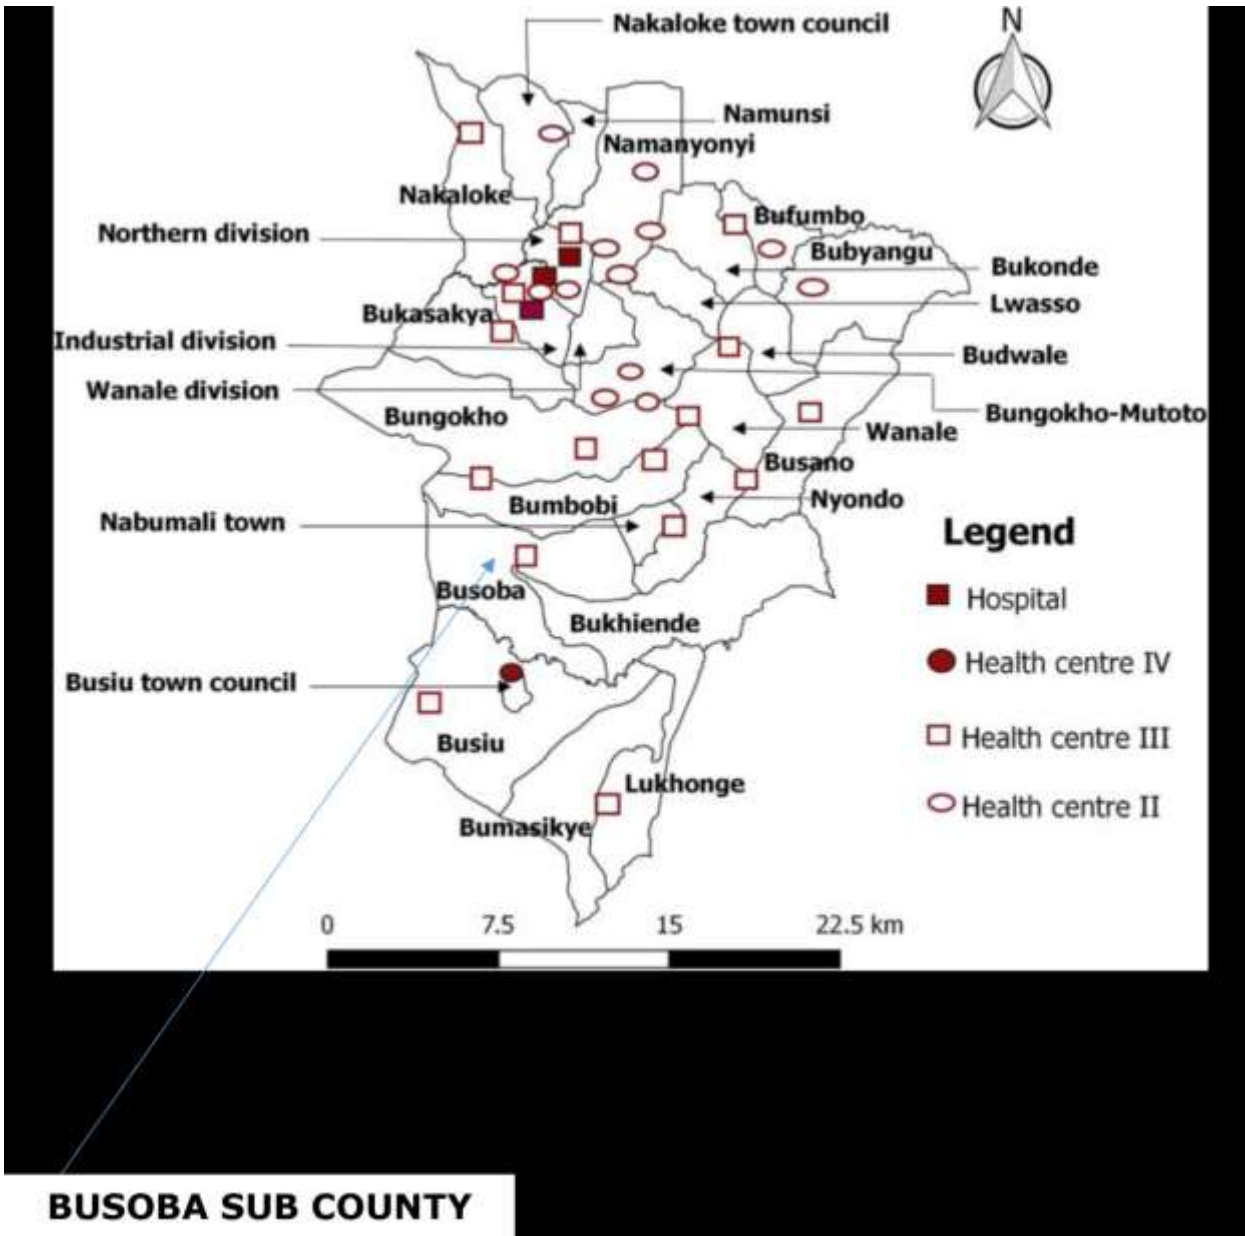 Nakaloke town council
N
Namunsi
Namanyonyi
Nakaloke
Bufumbo
Northern division
Bubyangu
Bukonde
Lwasso
Bukasakya
Industrial division
Budwale
Wanale division
Bungokho
Bungokho-Mutoto
Wanale
Busano
Nyondo
Bumbobi
Nabumali town
Legend
Busoba
Hospital
Bukhiende
Health centre IV
Busiu town council
Health centre III
Busiu
Lukhonge
Health centre II
Bumasikye
0 7.5 15 22.5 km
BUSOBA SUB COUNTY